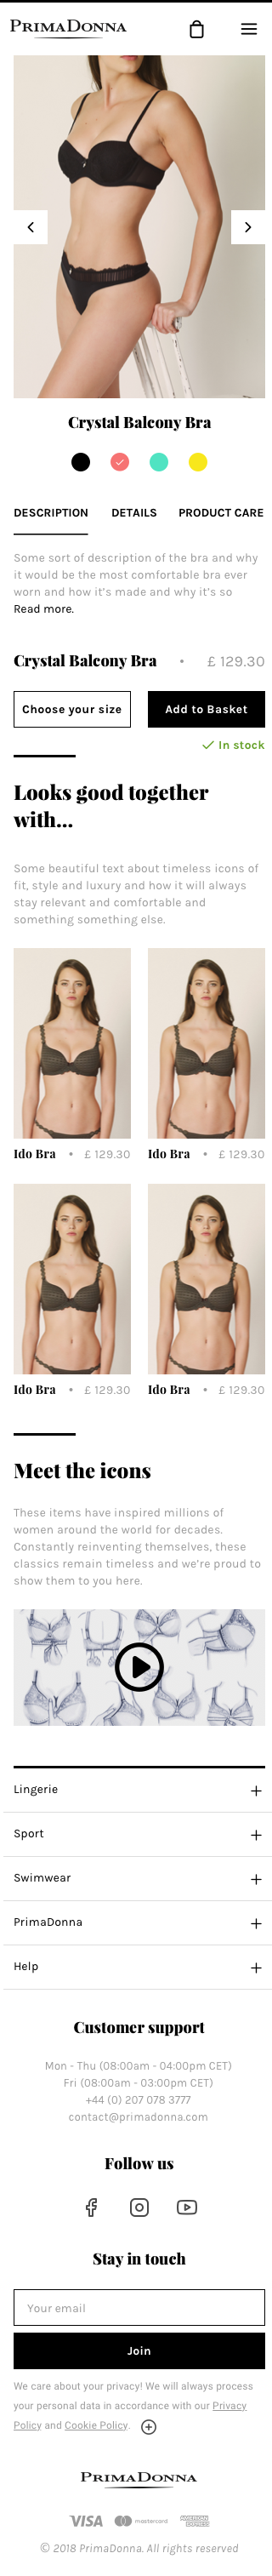 PRIMADONNA
Crystal Balcony Bra
DESCRIPTION DETAILS PRODUCT CARE
Some sort of description of the bra and why
it would be the most comfortable bra ever
worn and how it's made and why it's so
Read more.
Crystal Balcony Bra • £ 129.30
Choose your size Add to Basket
In stock
Looks good together
with...
Some beautiful text about timeless icons of
fit, style and luxury and how it will always
stay relevant and comfortable and
something something else.
Ido Bra • £ 129.30 Ido Bra • £ 129.30
Ido Bra • £ 129.30 Ido Bra • £ 129.30
Meet the icons
These items have inspired millions of
women around the world for decades.
Constantly reinventing themselves, these
classics remain timeless and we're proud to
show them to you here.
Lingerie
Sport
Swimwear
PrimaDonna
Help
Customer support
Mon - Thu (08:00am - 04:00pm CET)
Fri (08:00am - 03:00pm CET)
+44 (0) 207 078 3777
contact@primadonna.com
Follow us
Stay in touch
Your email
Join
We care about your privacy! We will always process
your personal data in accordance with our Privacy
Policy and Cookie Policy.
PRIMADONNA
VISA mastercard AMERICAN EXPRESS
© 2018 PrimaDonna. All rights reserved